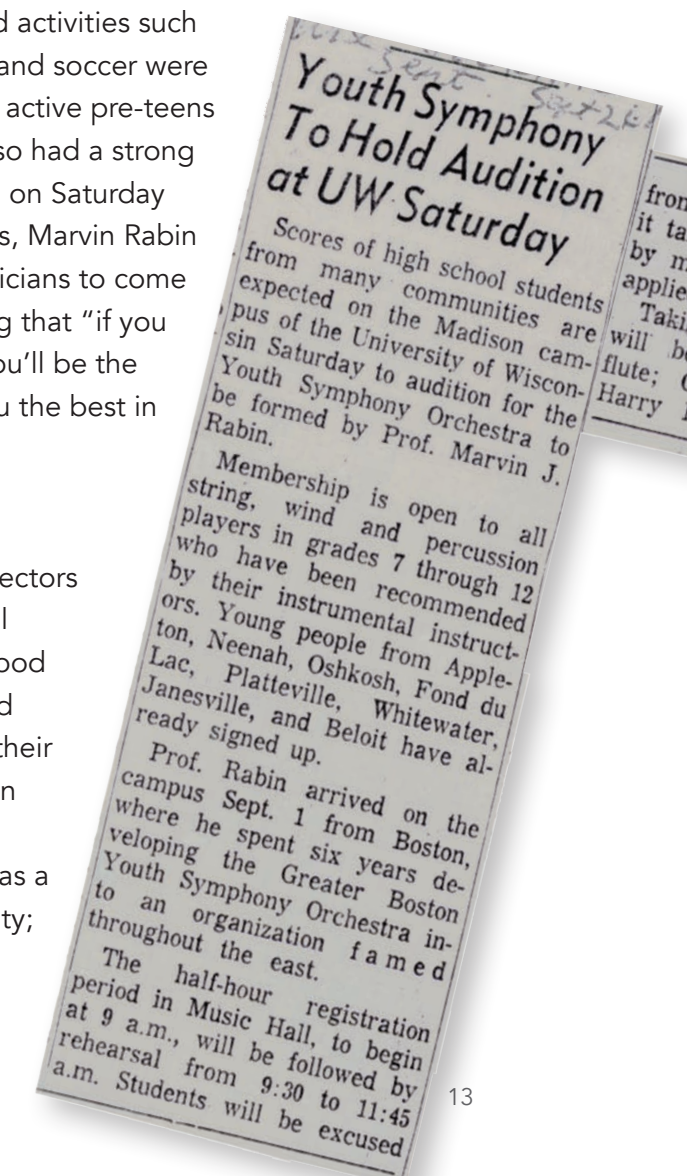 d activities such
and soccer were
active pre-teens
so had a strong
on Saturday
s, Marvin Rabin
icians to come
g that “if you
ou’ll be the
u the best in
ectors
l
ood
d
their
n
as a
ty;
Sept.
Youth Symphony
To Hold Audition
at UW Saturday
Scores of high school students
from many communities are
expected on the Madison cam-
pus of the University of Wiscon-
sin Saturday to audition for the
Youth Symphony Orchestra to
be formed by Prof. Marvin J.
Rabin.
Membership is open to all
string, wind and percussion
players in grades 7 through 12
who have been recommended
by their instrumental instruct-
ors. Young people from Apple-
ton, Neenah, Oshkosh, Fond du
Lac, Platteville, Whitewater,
Janesville, and Beloit have al-
ready signed up.
Prof. Rabin arrived on the
campus Sept. 1 from Boston,
where he spent six years de-
veloping the Greater Boston
Youth Symphony Orchestra in-
to an organization famed
throughout the east.
The half-hour registration
period in Music Hall, to begin
at 9 a.m., will be followed by
rehearsal from 9:30 to 11:45
a.m. Students will be excused
from
it ta
by m
applie
Takin
will be
flute;
Harry
13